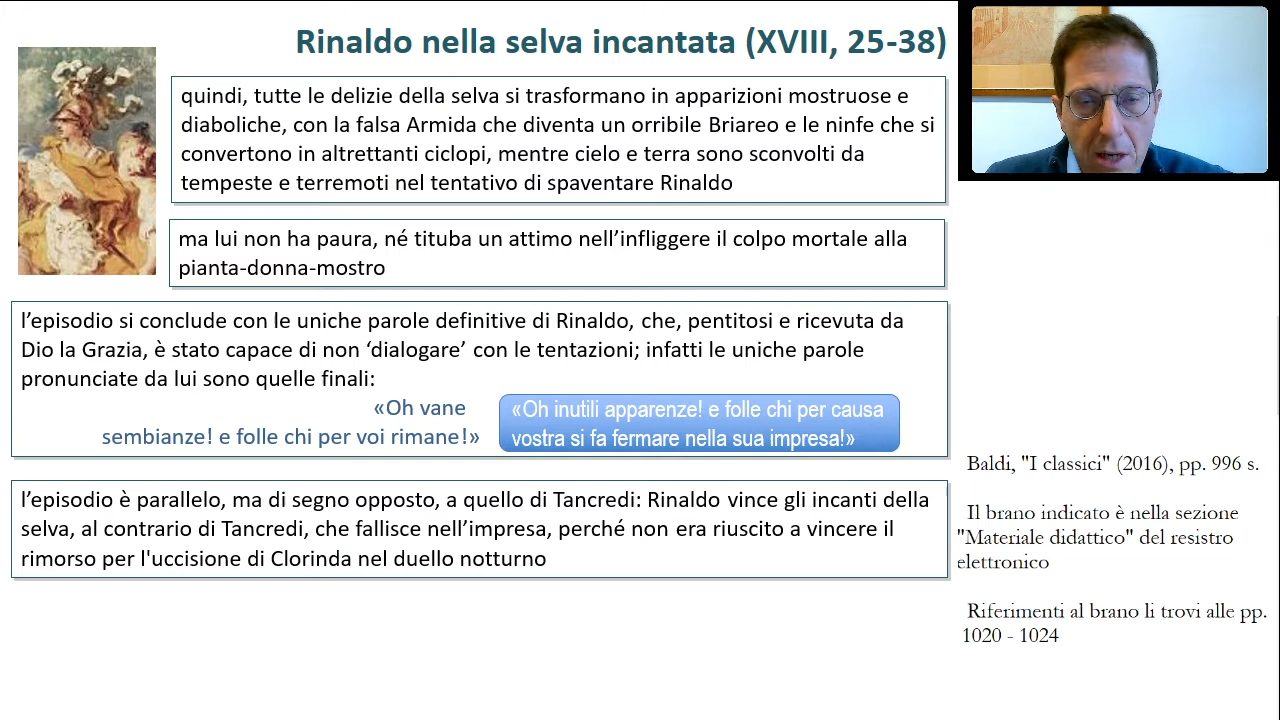 Rinaldo nella selva incantata (XVIII, 25-38)
quindi, tutte le delizie della selva si trasformano in apparizioni mostruose e
diaboliche, con la falsa Armida che diventa un orribile Briareo e le ninfe che si
convertono in altrettanti ciclopi, mentre cielo e terra sono sconvolti da
tempeste e terremoti nel tentativo di spaventare Rinaldo
ma lui non ha paura, né tituba un attimo nell’infliggere il colpo mortale alla
pianta-donna-mostro
l’episodio si conclude con le uniche parole definitive di Rinaldo, che, pentitosi e ricevuta da
Dio la Grazia, è stato capace di non ‘dialogare’ con le tentazioni; infatti le uniche parole
pronunciate da lui sono quelle finali:
«Oh vane
sembianze! e folle chi per voi rimane!»
«Oh inutili apparenze! e folle chi per causa
vostra si fa fermare nella sua impresa!»
l’episodio è parallelo, ma di segno opposto, a quello di Tancredi: Rinaldo vince gli incanti della
selva, al contrario di Tancredi, che fallisce nell’impresa, perché non era riuscito a vincere il
rimorso per l'uccisione di Clorinda nel duello notturno
Baldi, "I classici" (2016), pp. 996 s.
Il brano indicato è nella sezione
"Materiale didattico" del resistro
elettronico
Riferimenti al brano li trovi alle pp.
1020 - 1024